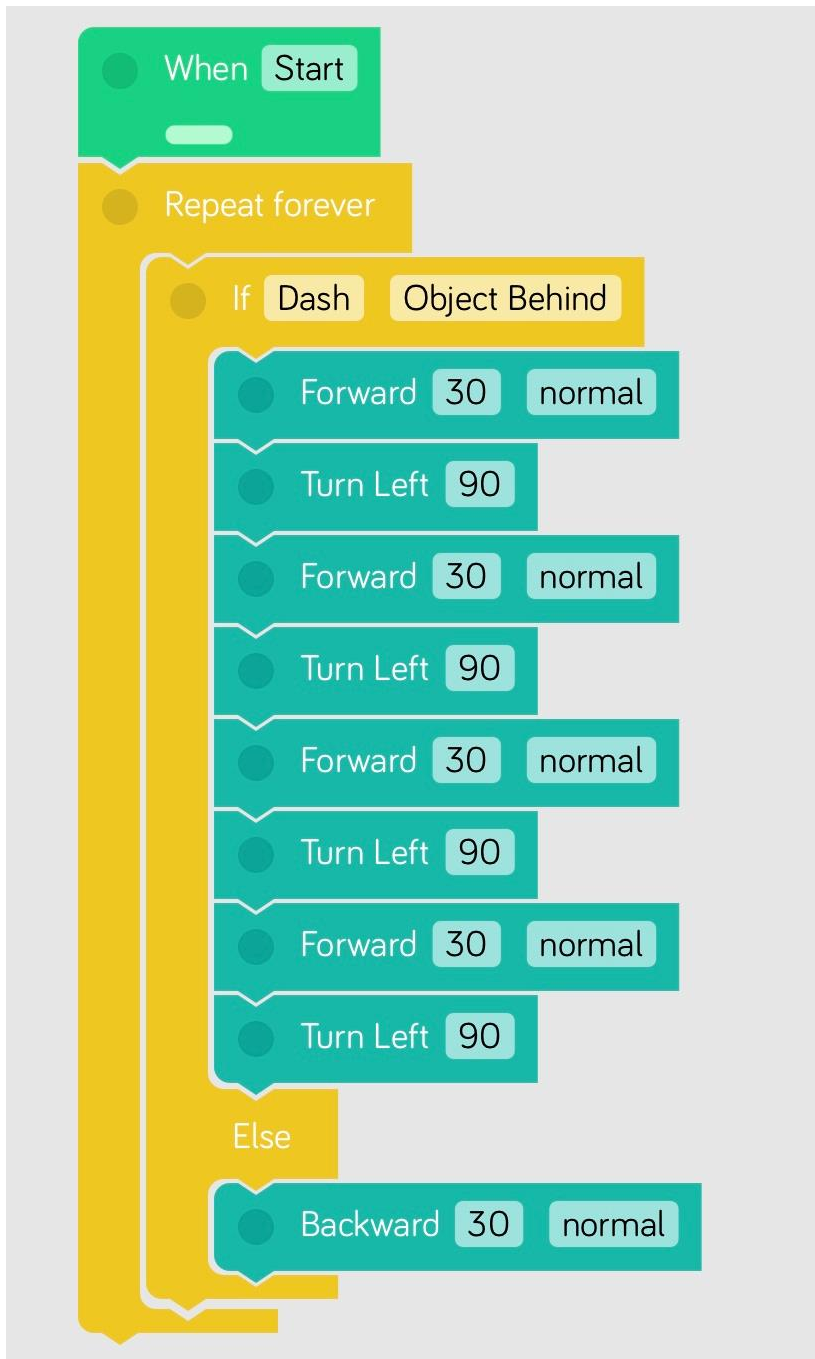 When Start
Repeat forever
If Dash Object Behind
Forward 30 normal
Turn Left 90
Forward 30 normal
Turn Left 90
Forward 30 normal
Turn Left 90
Forward 30 normal
Turn Left 90
Else
Backward 30 normal